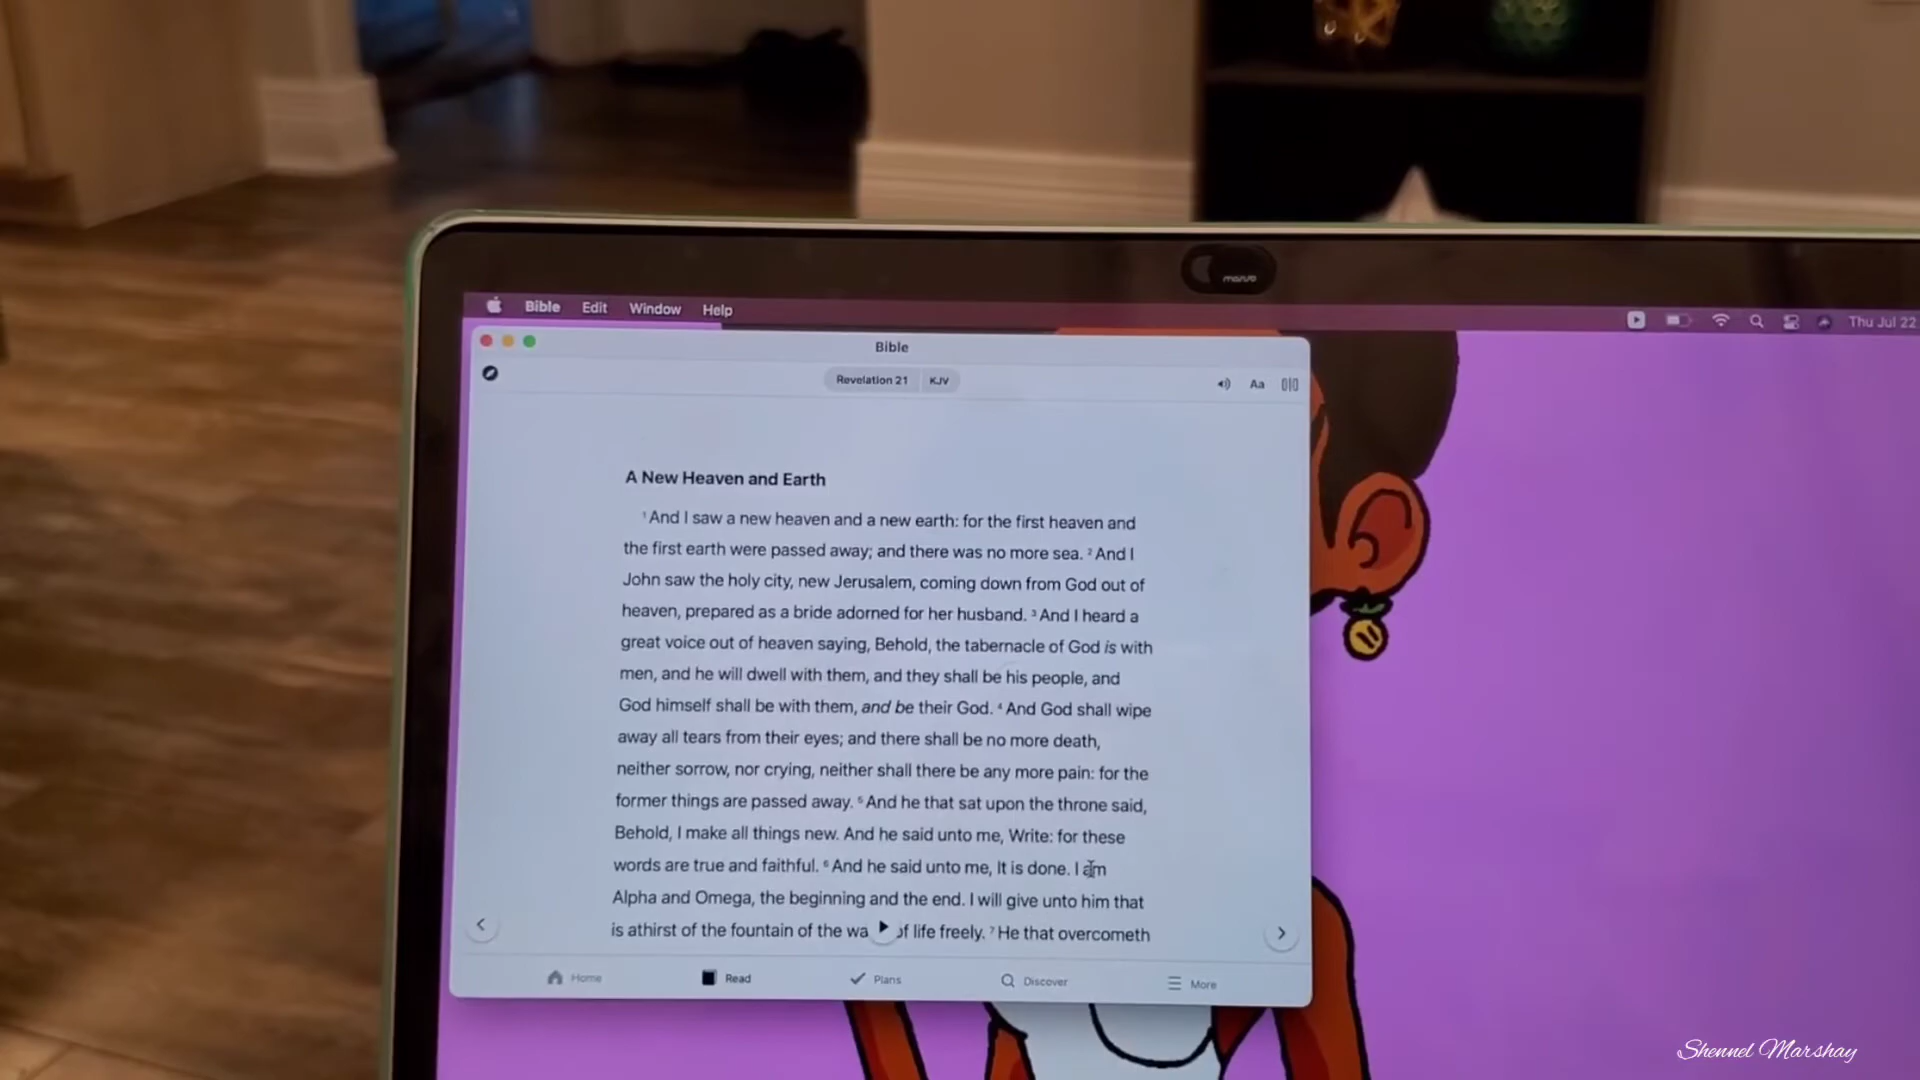 marvo
Bible Edit Window Help
Thu Jul 22
Bible
Revelation 21 KJV
Aa
A New Heaven and Earth
1 And I saw a new heaven and a new earth: for the first heaven and
the first earth were passed away; and there was no more sea. 2 And I
John saw the holy city, new Jerusalem, coming down from God out of
heaven, prepared as a bride adorned for her husband. 3 And I heard a
great voice out of heaven saying, Behold, the tabernacle of God is with
men, and he will dwell with them, and they shall be his people, and
God himself shall be with them, and be their God. 4 And God shall wipe
away all tears from their eyes; and there shall be no more death,
neither sorrow, nor crying, neither shall there be any more pain: for the
former things are passed away. 5 And he that sat upon the throne said,
Behold, I make all things new. And he said unto me, Write: for these
words are true and faithful. 6 And he said unto me, It is done. I am
Alpha and Omega, the beginning and the end. I will give unto him that
is athirst of the fountain of the wa of life freely. 7 He that overcometh
Home Read Plans Discover More
Shennel Marshay